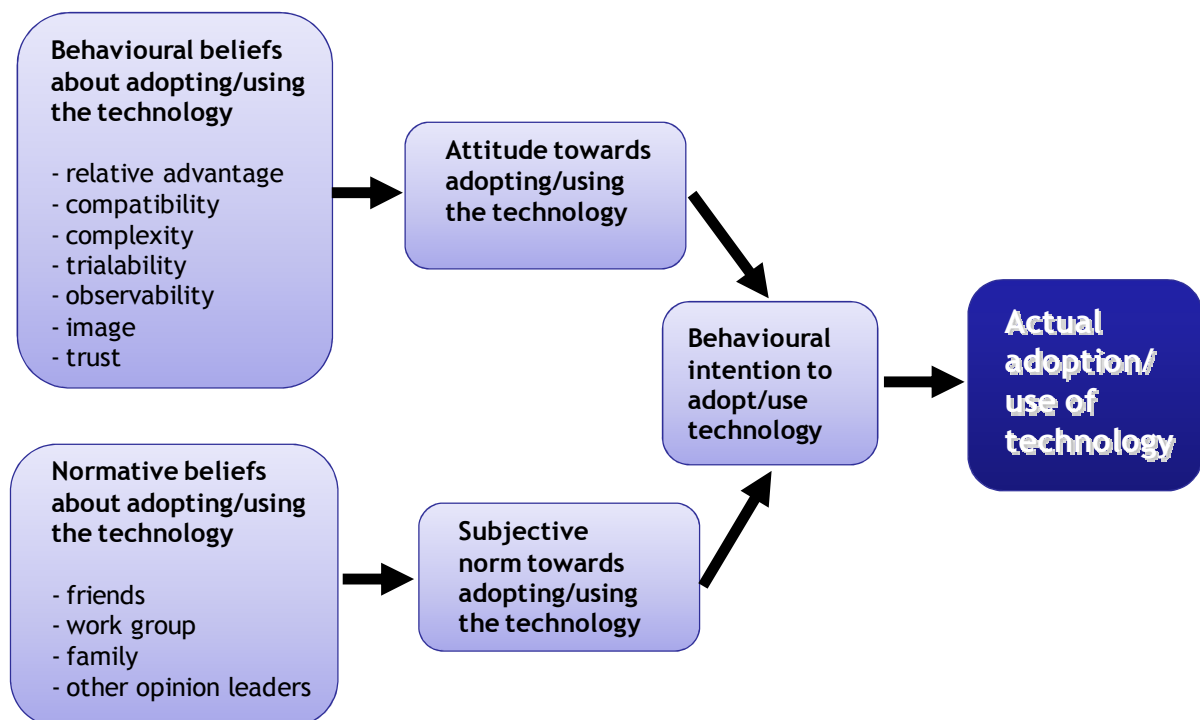 Behavioural beliefs
about adopting/using
the technology
- relative advantage
- compatibility
- complexity
- trialability
- observability
- image
- trust
Attitude towards
adopting/using
the technology
Behavioural
intention to
adopt/use
technology
Actual
adoption/
use of
technology
Normative beliefs
about adopting/using
the technology
- friends
- work group
- family
- other opinion leaders
Subjective
norm towards
adopting/using
the technology